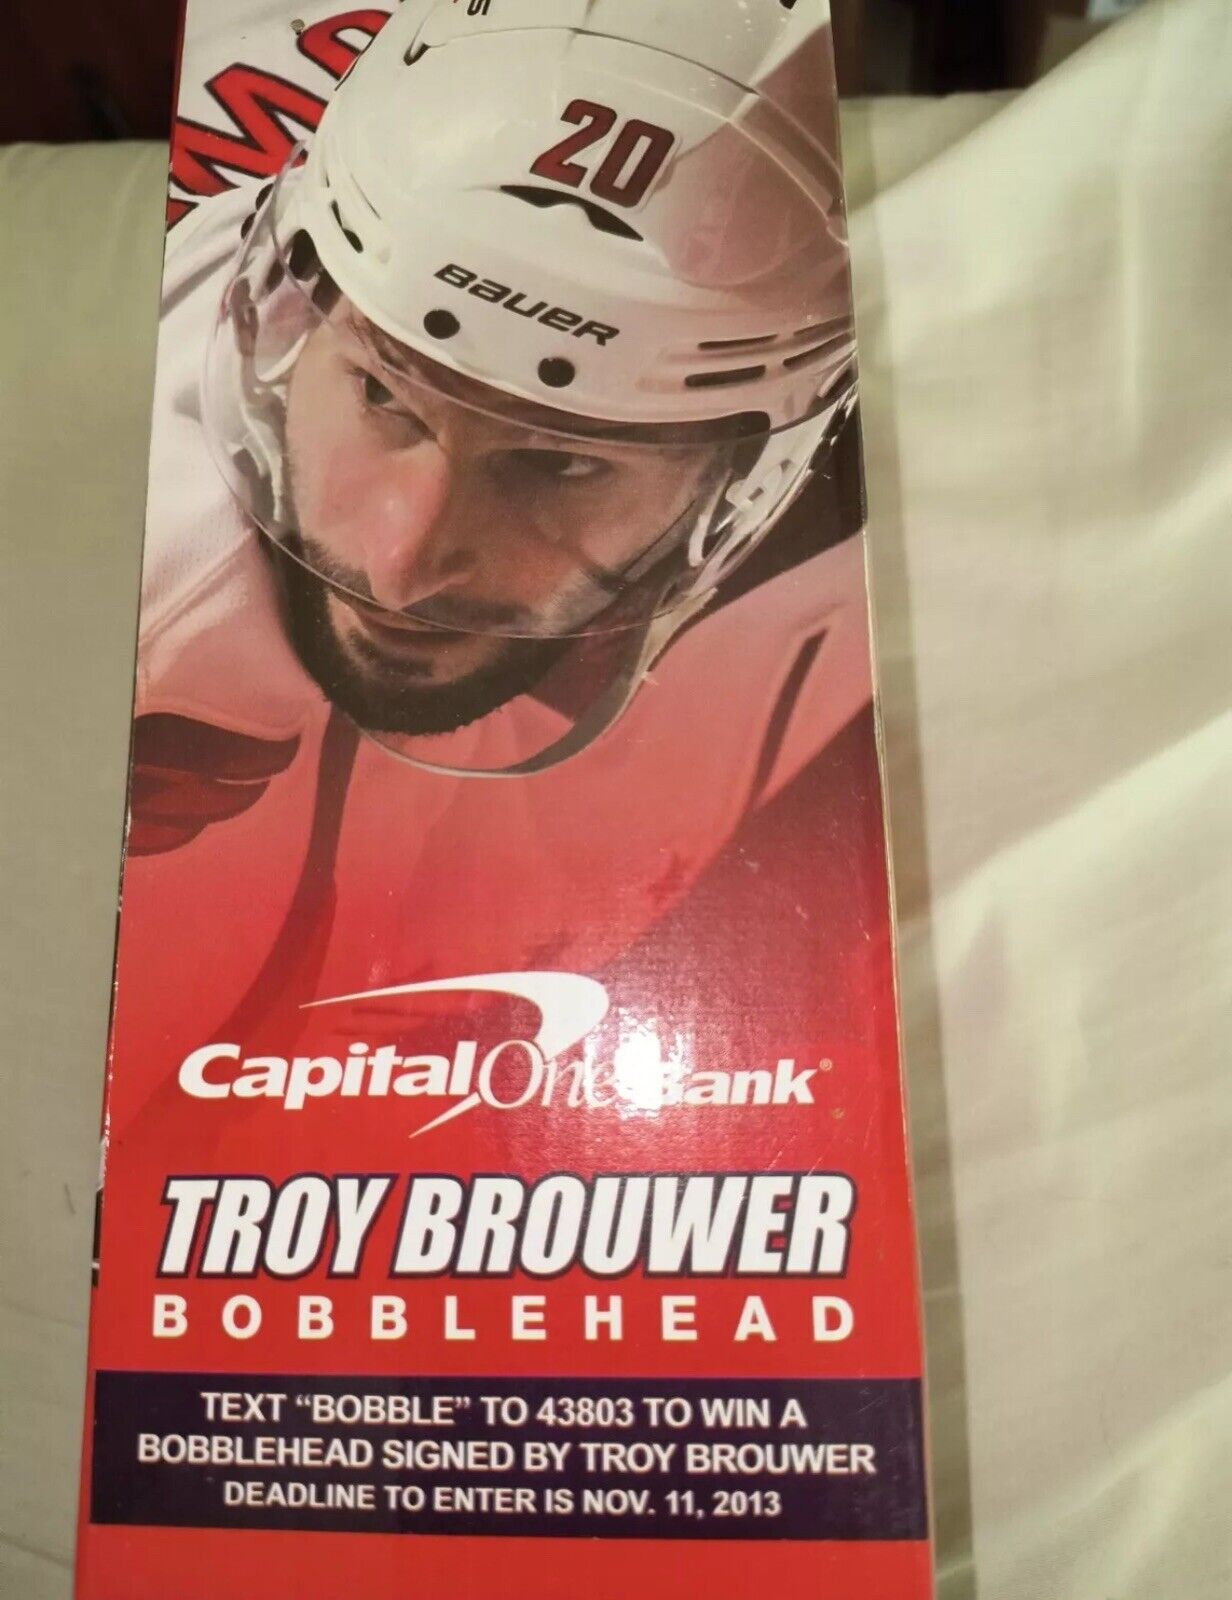 20
BAUER
Capital One Bank®
TROY BROUWER
BOBBLEHEAD
TEXT “BOBBLE” TO 43803 TO WIN A
BOBBLEHEAD SIGNED BY TROY BROUWER
DEADLINE TO ENTER IS NOV. 11, 2013